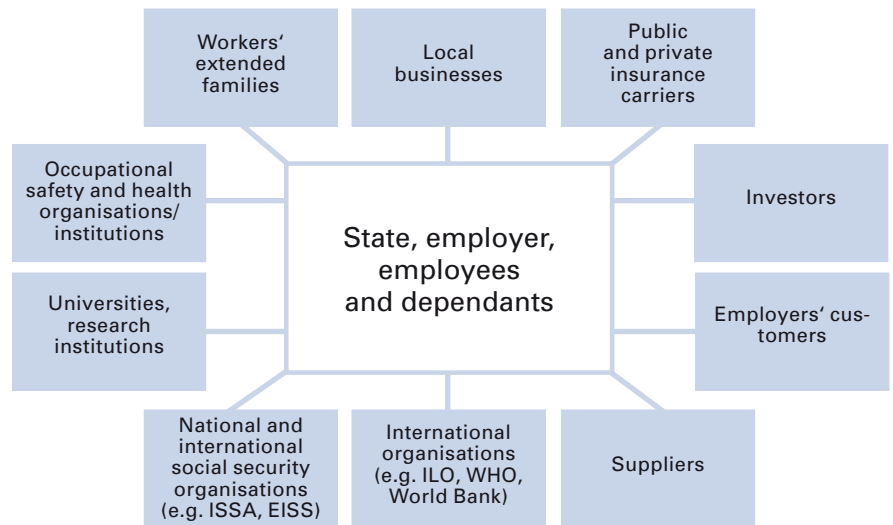 Workers‘
extended
families
Local
businesses
Public
and private
insurance
carriers
Occupational
safety and health
organisations/
institutions
State, employer,
employees
and dependants
Investors
Universities,
research
institutions
Employers‘ cus-
tomers
National and
international
social security
organisations
(e.g. ISSA, EISS)
International
organisations
(e.g. ILO, WHO,
World Bank)
Suppliers